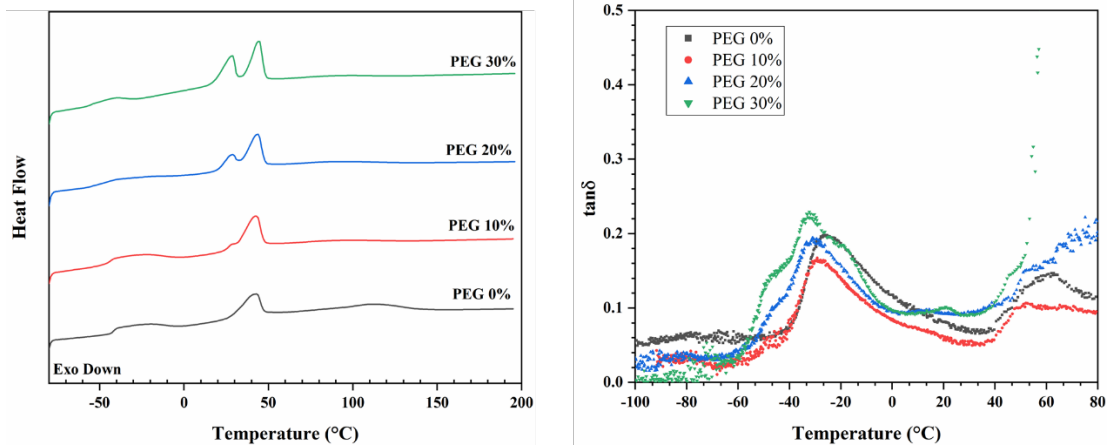 Heat Flow
PEG 30%
PEG 20%
PEG 10%
PEG 0%
Exo Down
-50 0 50 100 150 200
Temperature (°C)
tanδ
0.5
0.4
0.3
0.2
0.1
0.0
PEG 0%
PEG 10%
PEG 20%
PEG 30%
-100 -80 -60 -40 -20 0 20 40 60 80
Temperature (°C)